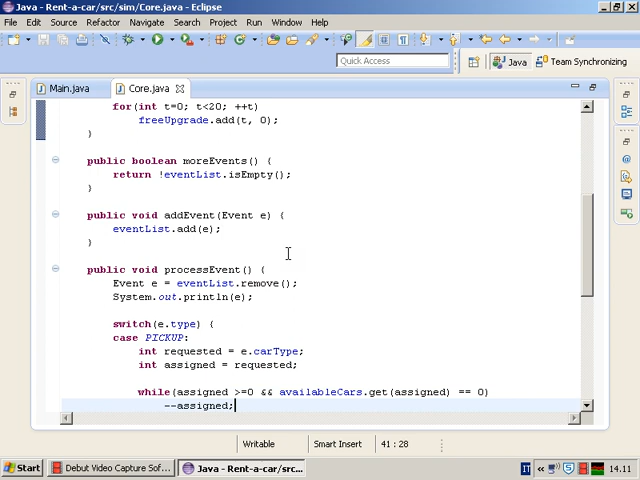 Java - Rent-a-car/src/sim/Core.java - Eclipse
File Edit Source Refactor Navigate Search Project Run Window Help
Quick Access
Java
Team Synchronizing
Main.java
Core.java
for(int t=0; t<20; ++t)
freeUpgrade.add(t, 0);
}
public boolean moreEvents() {
return !eventList.isEmpty();
}
public void addEvent(Event e) {
eventList.add(e);
}
public void processEvent() {
Event e = eventList.remove();
System.out.println(e);
switch(e.type) {
case PICKUP:
int requested = e.carType;
int assigned = requested;
while(assigned >=0 && availableCars.get(assigned) == 0)
--assigned;
Writable
Smart Insert
41 : 28
Start
Debut Video Capture Sof...
Java - Rent-a-car/src...
IT
14.11